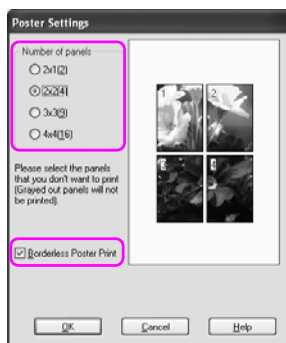 Poster Settings
Number of panels
2x1(2)
2x2(4)
3x3(9)
4x4(16)
1 2
3 4
Please select the panels
that you don't want to print
(Grayed out panels will not
be printed).
Borderless Poster Print
OK Cancel Help